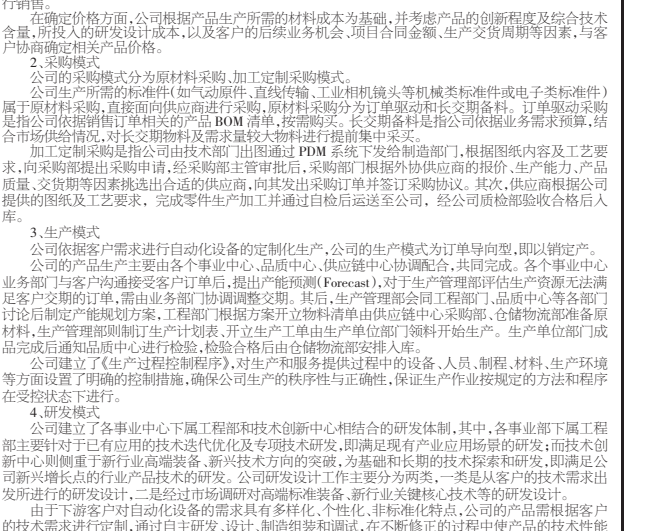 行销售。
在确定价格方面,公司根据产品生产所需的材料成本为基础,并考虑产品的创新程度及综合技术
含量,所投入的研发设计成本,以及客户的后续业务机会、项目合同金额、生产交货周期等因素,与客
户协商确定相关产品价格。
2、采购模式
公司的采购模式分为原材料采购、加工定制采购模式。
公司生产所需的标准件(如气动原件、直线传输、工业相机镜头等机械类标准件或电子类标准件)
属于原材料采购,直接面向供应商进行采购,原材料采购分为订单驱动和长交期备料。订单驱动采购
是指公司依据销售订单相关的产品 BOM 清单,按需购买。长交期备料是指公司依据业务需求预算,结
合市场供给情况,对长交期物料及需求量较大物料进行提前集中采买。
加工定制采购是指公司由技术部门出图通过 PDM 系统下发给制造部门,根据图纸内容及工艺要
求,向采购部提出采购申请,经采购部主管审批后,采购部门根据外协供应商的报价、生产能力、产品
质量、交货期等因素挑选出合适的供应商,向其发出采购订单并签订采购协议。其次,供应商根据公司
提供的图纸及工艺要求，完成零件生产加工并通过自检后运送至公司，经公司质检部验收合格后入
库。
3、生产模式
公司依据客户需求进行自动化设备的定制化生产,公司的生产模式为订单导向型,即以销定产。
公司的产品生产主要由各个事业中心、品质中心、供应链中心协调配合,共同完成。各个事业中心
业务部门与客户沟通接受客户订单后,提出产能预测(Forecast),对于生产管理部评估生产资源无法满
足客户交期的订单,需由业务部门协调调整交期。其后,生产管理部会同工程部门、品质中心等各部门
讨论后制定产能规划方案,工程部门根据方案开立物料清单由供应链中心采购部、仓储物流部准备原
材料,生产管理部则制订生产计划表、开立生产工单由生产单位部门领料开始生产。生产单位部门成
品完成后通知品质中心进行检验,检验合格后由仓储物流部安排入库。
公司建立了《生产过程控制程序》,对生产和服务提供过程中的设备、人员、制程、材料、生产环境
等方面设置了明确的控制措施,确保公司生产的秩序性与正确性,保证生产作业按规定的方法和程序
在受控状态下进行。
4、研发模式
公司建立了各事业中心下属工程部和技术创新中心相结合的研发体制,其中,各事业部下属工程
部主要针对于已有应用的技术迭代优化及专项技术研发,即满足现有产业应用场景的研发;而技术创
新中心则侧重于新行业高端装备、新兴技术方向的突破,为基础和长期的技术探索和研发,即满足公
司新兴增长点的行业产品技术的研发。公司研发设计工作主要分为两类,一类是从客户的技术需求出
发所进行的研发设计,二是经过市场调研对高端标准装备、新行业关键核心技术等的研发设计。
由于下游客户对自动化设备的需求具有多样化、个性化、非标准化特点,公司的产品需根据客户
的技术需求进行定制,通过自主研发、设计、制造组装和调试,在不断修正的过程中使产品的技术性能